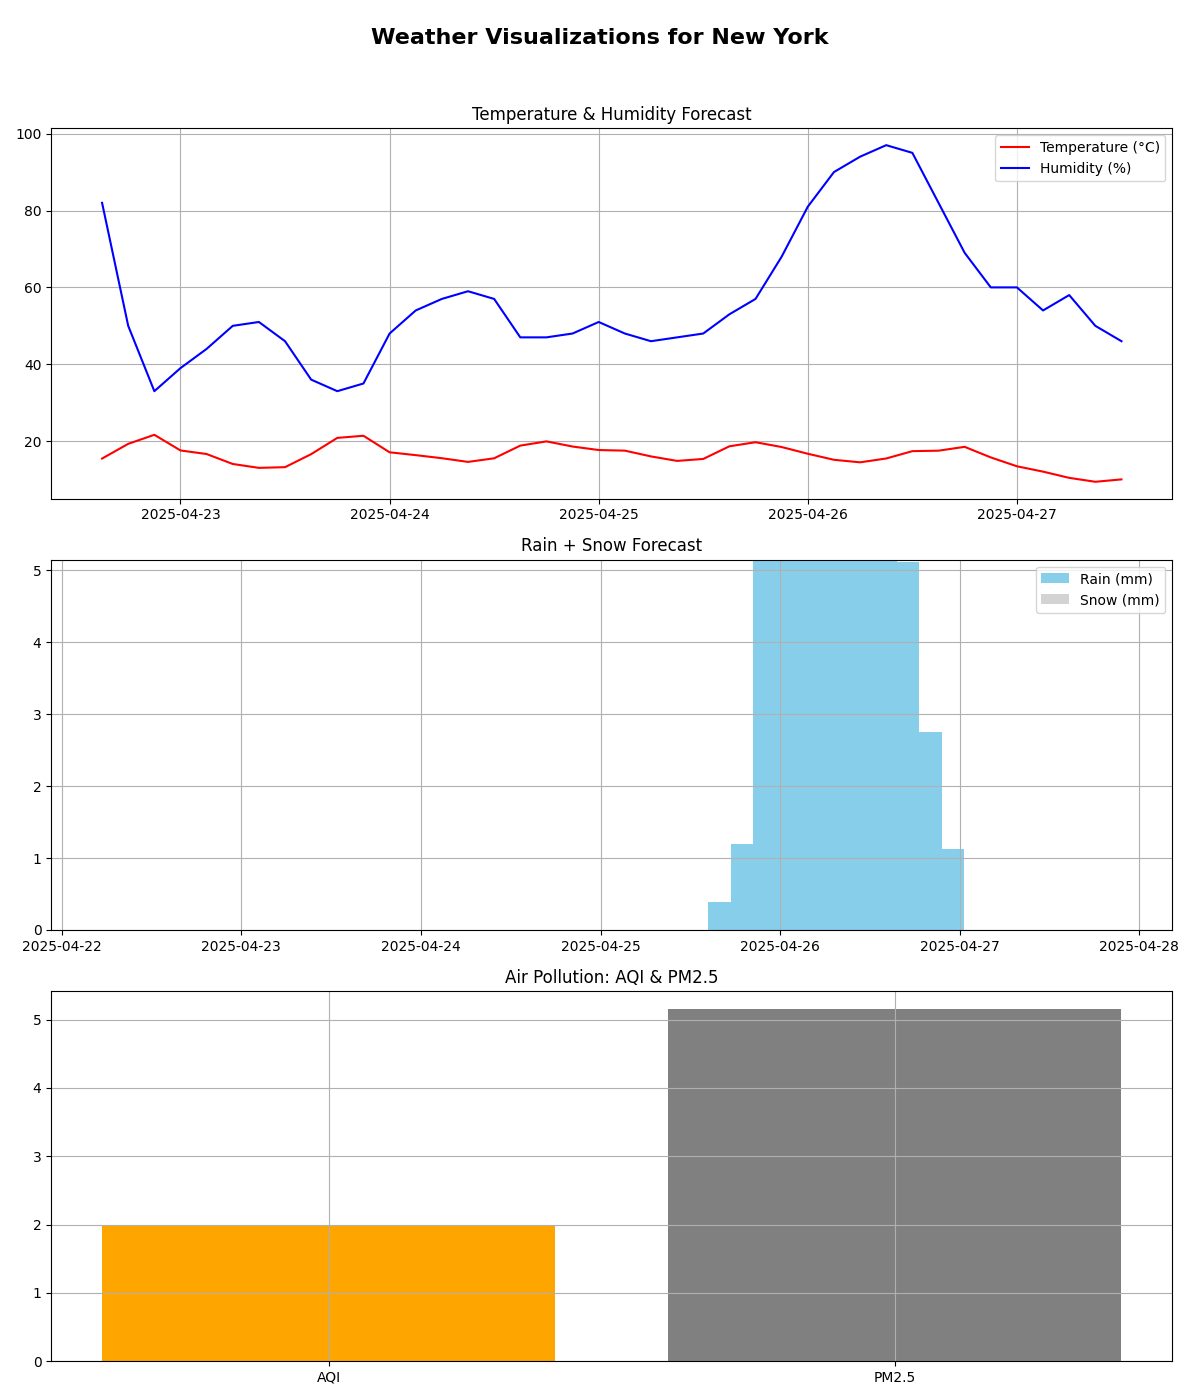 Weather Visualizations for New York
Temperature & Humidity Forecast
100
80
60
40
20
Temperature (°C)
Humidity (%)
2025-04-23
2025-04-24
2025-04-25
2025-04-26
2025-04-27
Rain + Snow Forecast
5
4
3
2
1
0
Rain (mm)
Snow (mm)
2025-04-22
2025-04-23
2025-04-24
2025-04-25
2025-04-26
2025-04-27
2025-04-28
Air Pollution: AQI & PM2.5
5
4
3
2
1
0
AQI
PM2.5